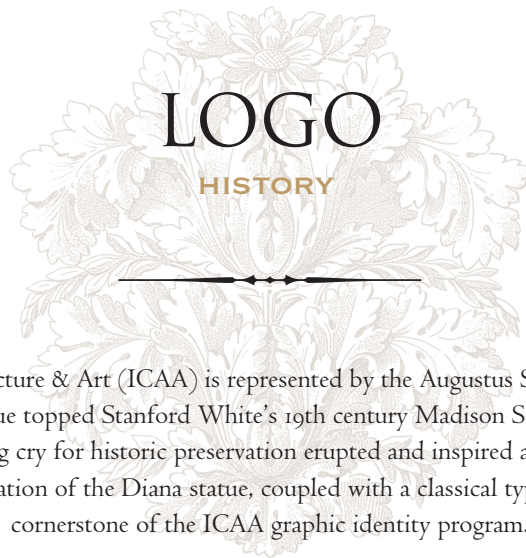 LOGO
HISTORY
cture & Art (ICAA) is represented by the Augustus S
ue topped Stanford White's 19th century Madison S
g cry for historic preservation erupted and inspired a
ation of the Diana statue, coupled with a classical typ
cornerstone of the ICAA graphic identity program.